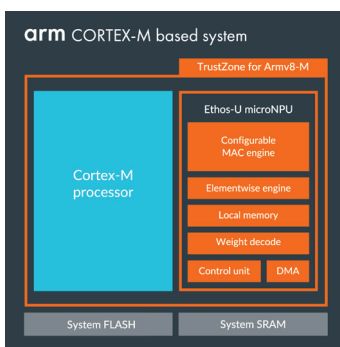 arm CORTEX-M based system
TrustZone for Armv8-M
Ethos-U microNPU
Configurable
MAC engine
Cortex-M
processor
Elementwise engine
Local memory
Weight decode
Control unit
DMA
System FLASH
System SRAM